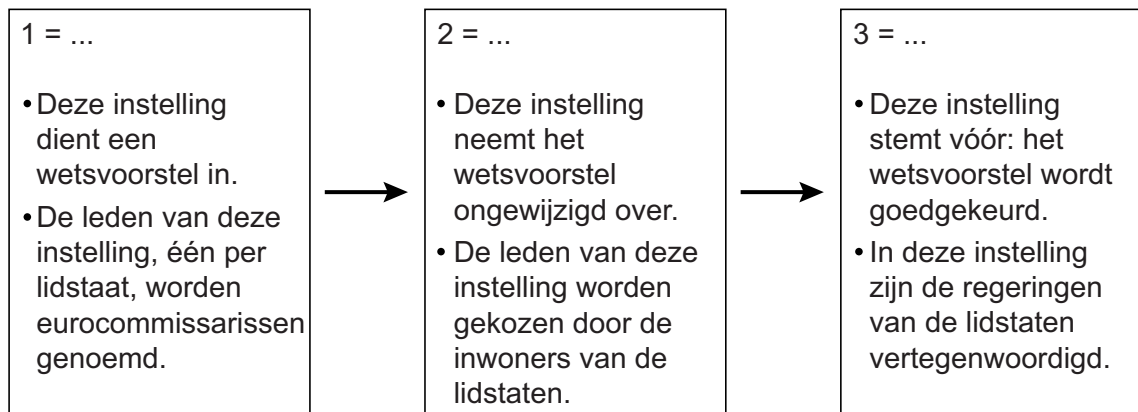 1 = ...
• Deze instelling
dient een
wetsvoorstel in.
• De leden van deze
instelling, één per
lidstaat, worden
eurocommissarissen
genoemd.
2 = ...
• Deze instelling
neemt het
wetsvoorstel
ongewijzigd over.
• De leden van deze
instelling worden
gekozen door de
inwoners van de
lidstaten.
3 = ...
• Deze instelling
stemt vóór: het
wetsvoorstel wordt
goedgekeurd.
• In deze instelling
zijn de regeringen
van de lidstaten
vertegenwoordigd.